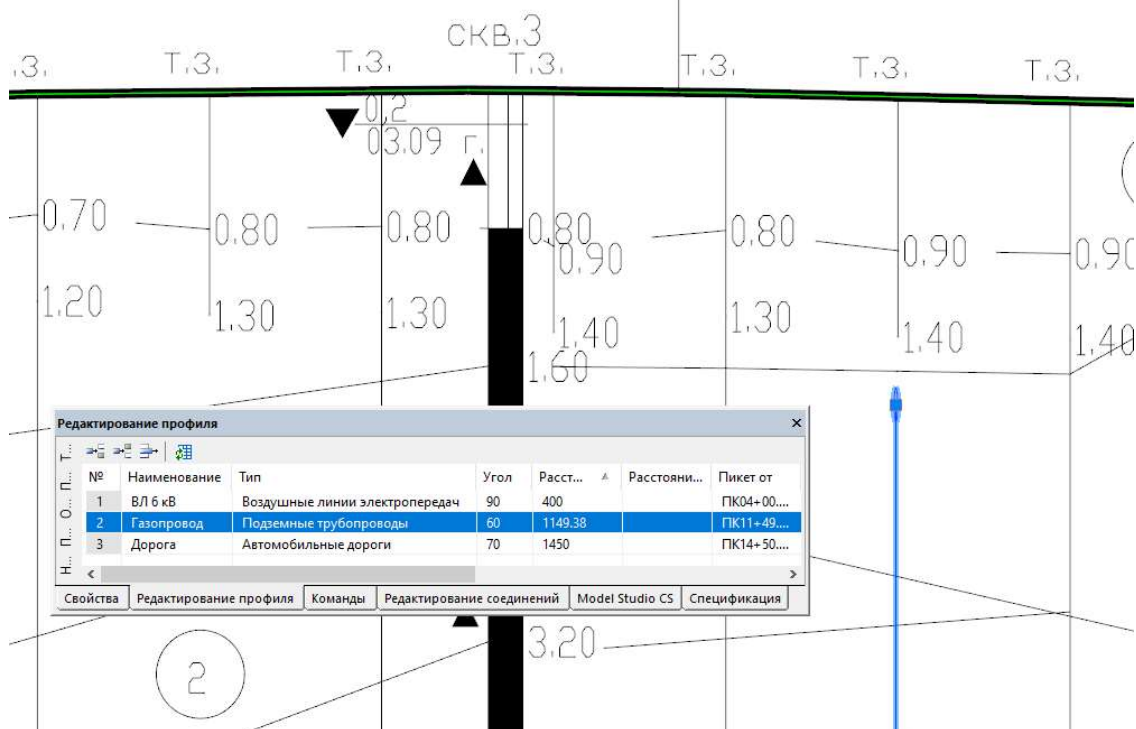 СКВ.3
.З. Т.З. Т.З. Т.З. Т.З. Т.З. Т.З.
0,2
03.09 г.
0,70 0,80 0,80 0,80 0,90 0,80 0,90 0,90
1,20 1,30 1,30 1,40 1,30 1,40 1,40
1,60
Редактирование профиля ×
№ Наименование Тип Угол Расст... Расстояни... Пикет от
1 ВЛ 6 кВ Воздушные линии электропередач 90 400 ПК04+00....
2 Газопровод Подземные трубопроводы 60 1149.38 ПК11+49....
3 Дорога Автомобильные дороги 70 1450 ПК14+50....
Т...
П...
О...
П...
Н...
Свойства Редактирование профиля Команды Редактирование соединений Model Studio CS Спецификация
3,20
2